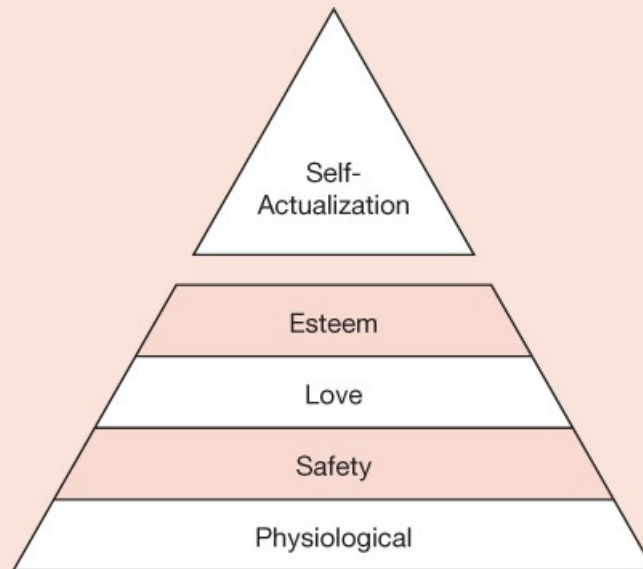 Self-
Actualization
Esteem
Love
Safety
Physiological